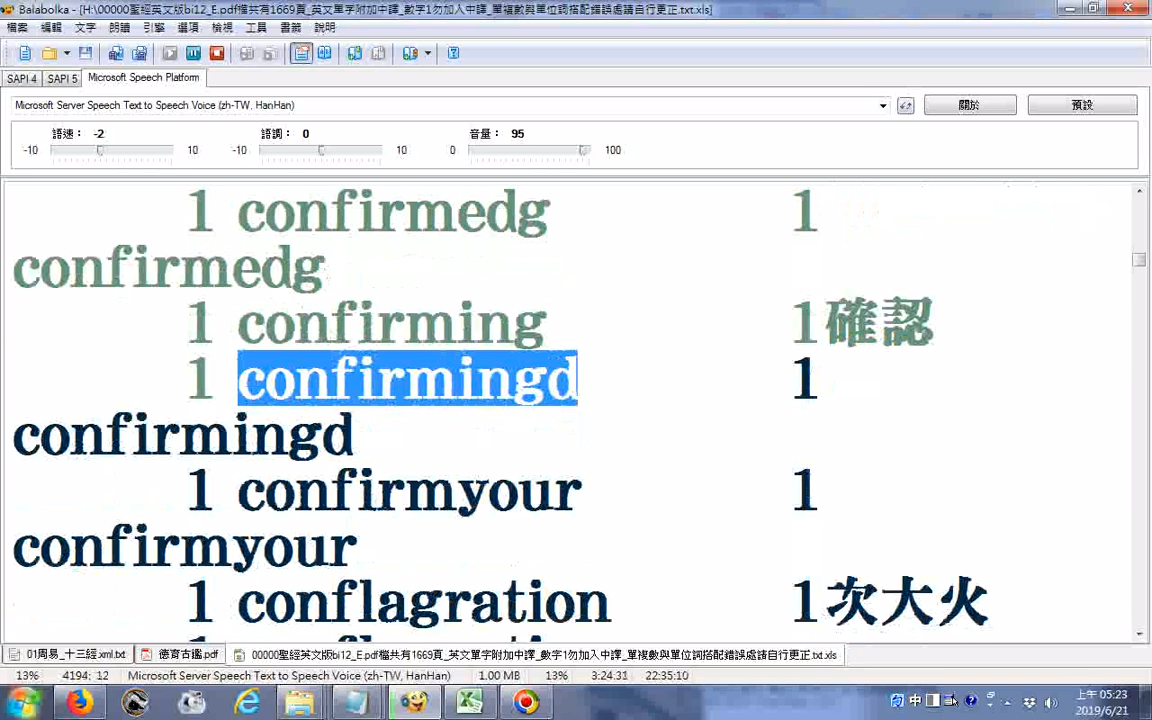 Balabolka - [H:\00000聖經英文版bi12_E.pdf檔共有1669頁_英文單字附加中譯_數字1勿加入中譯_單複數與單位詞搭配錯誤處請自行更正.txt.xls]
檔案 編輯 文字 朗讀 引擎 選項 檢視 工具 書籤 說明
SAPI 4 SAPI 5 Microsoft Speech Platform
Microsoft Server Speech Text to Speech Voice (zh-TW, HanHan) 關於 預設
語速： -2 語調： 0 音量： 95
-10 10 -10 10 0 100
1 confirmedg 1
confirmedg
1 confirming 1確認
1 confirmingd 1
confirmingd
1 confirmyour 1
confirmyour
1 conflagration 1次大火
01周易_十三經.xml.txt 德育古鑑.pdf 00000聖經英文版bi12_E.pdf檔共有1669頁_英文單字附加中譯_數字1勿加入中譯_單複數與單位詞搭配錯誤處請自行更正.txt.xls
13% 4194; 12 Microsoft Server Speech Text to Speech Voice (zh-TW, HanHan) 1.00 MB 13% 3:24:31 22:35:10
中 上午 05:23
2019/6/21